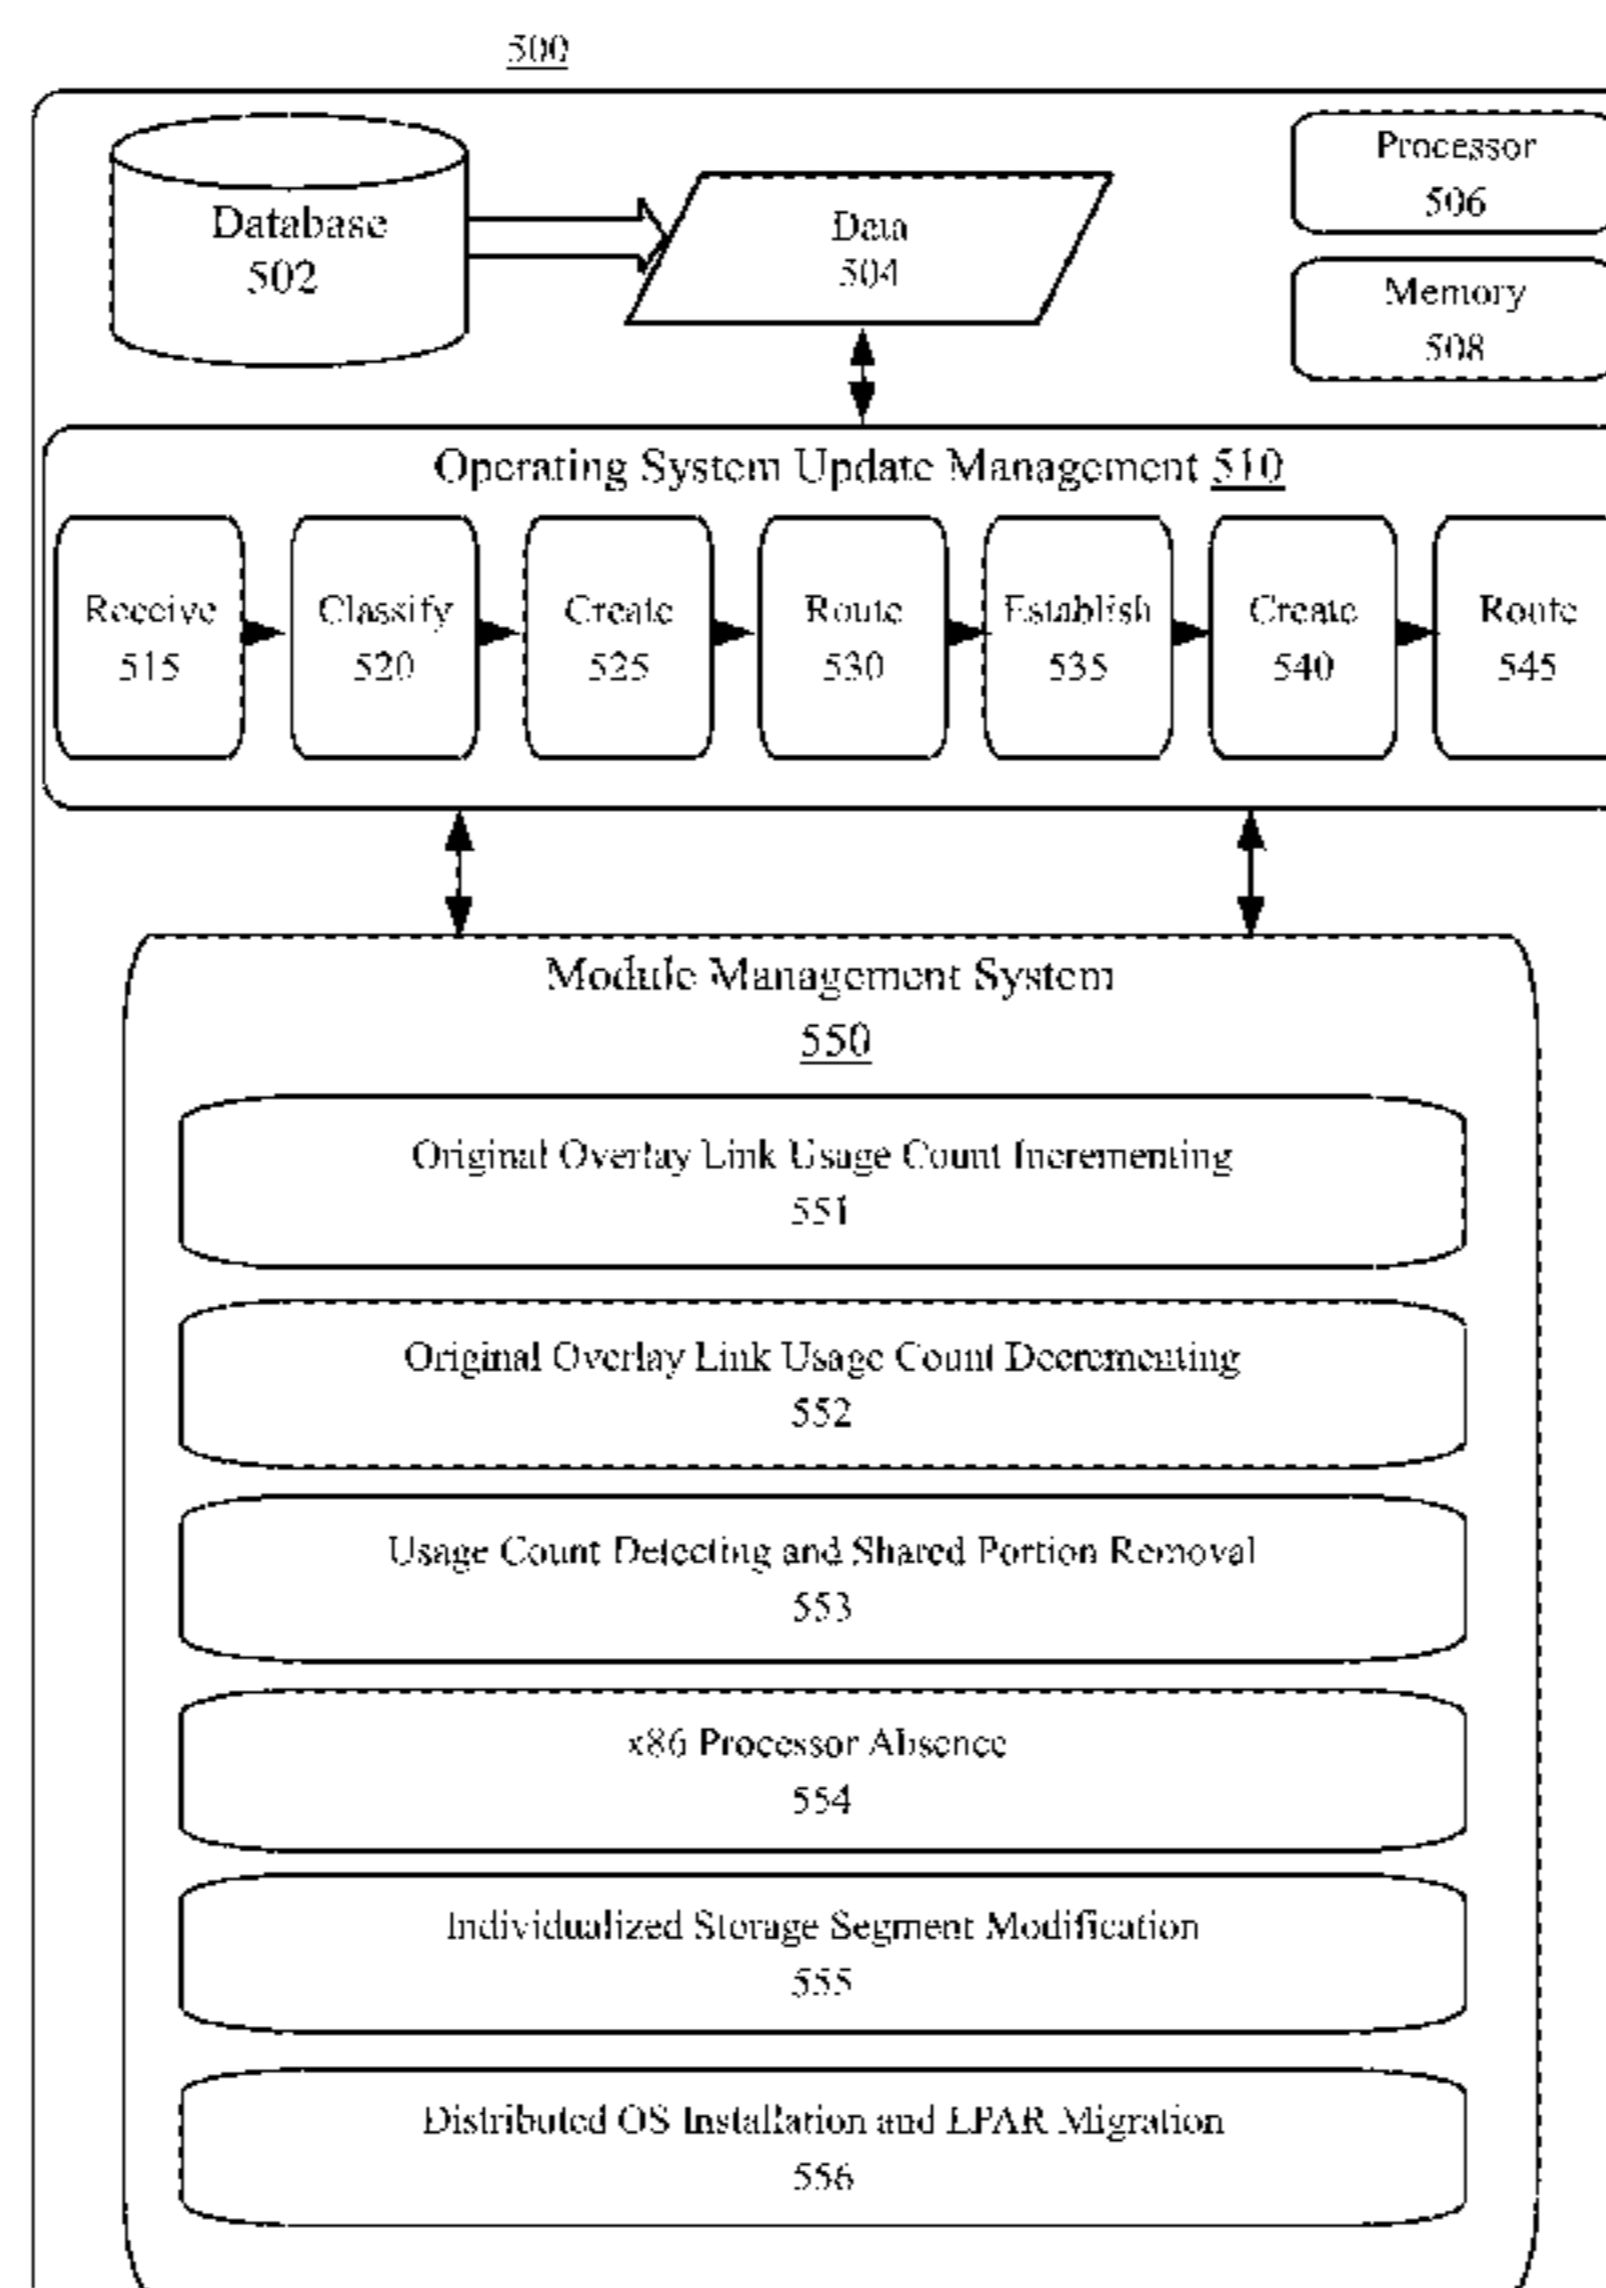 500
Database
502
Data
504
Processor
506
Memory
508
Operating System Update Management 510
Receive
515
Classify
520
Create
525
Route
530
Establish
535
Create
540
Route
545
Module Management System
550
Original Overlay Link Usage Count Incrementing
551
Original Overlay Link Usage Count Decrementing
552
Usage Count Detecting and Shared Portion Removal
553
x86 Processor Absence
554
Individualized Storage Segment Modification
555
Distributed OS Installation and LPAR Migration
556